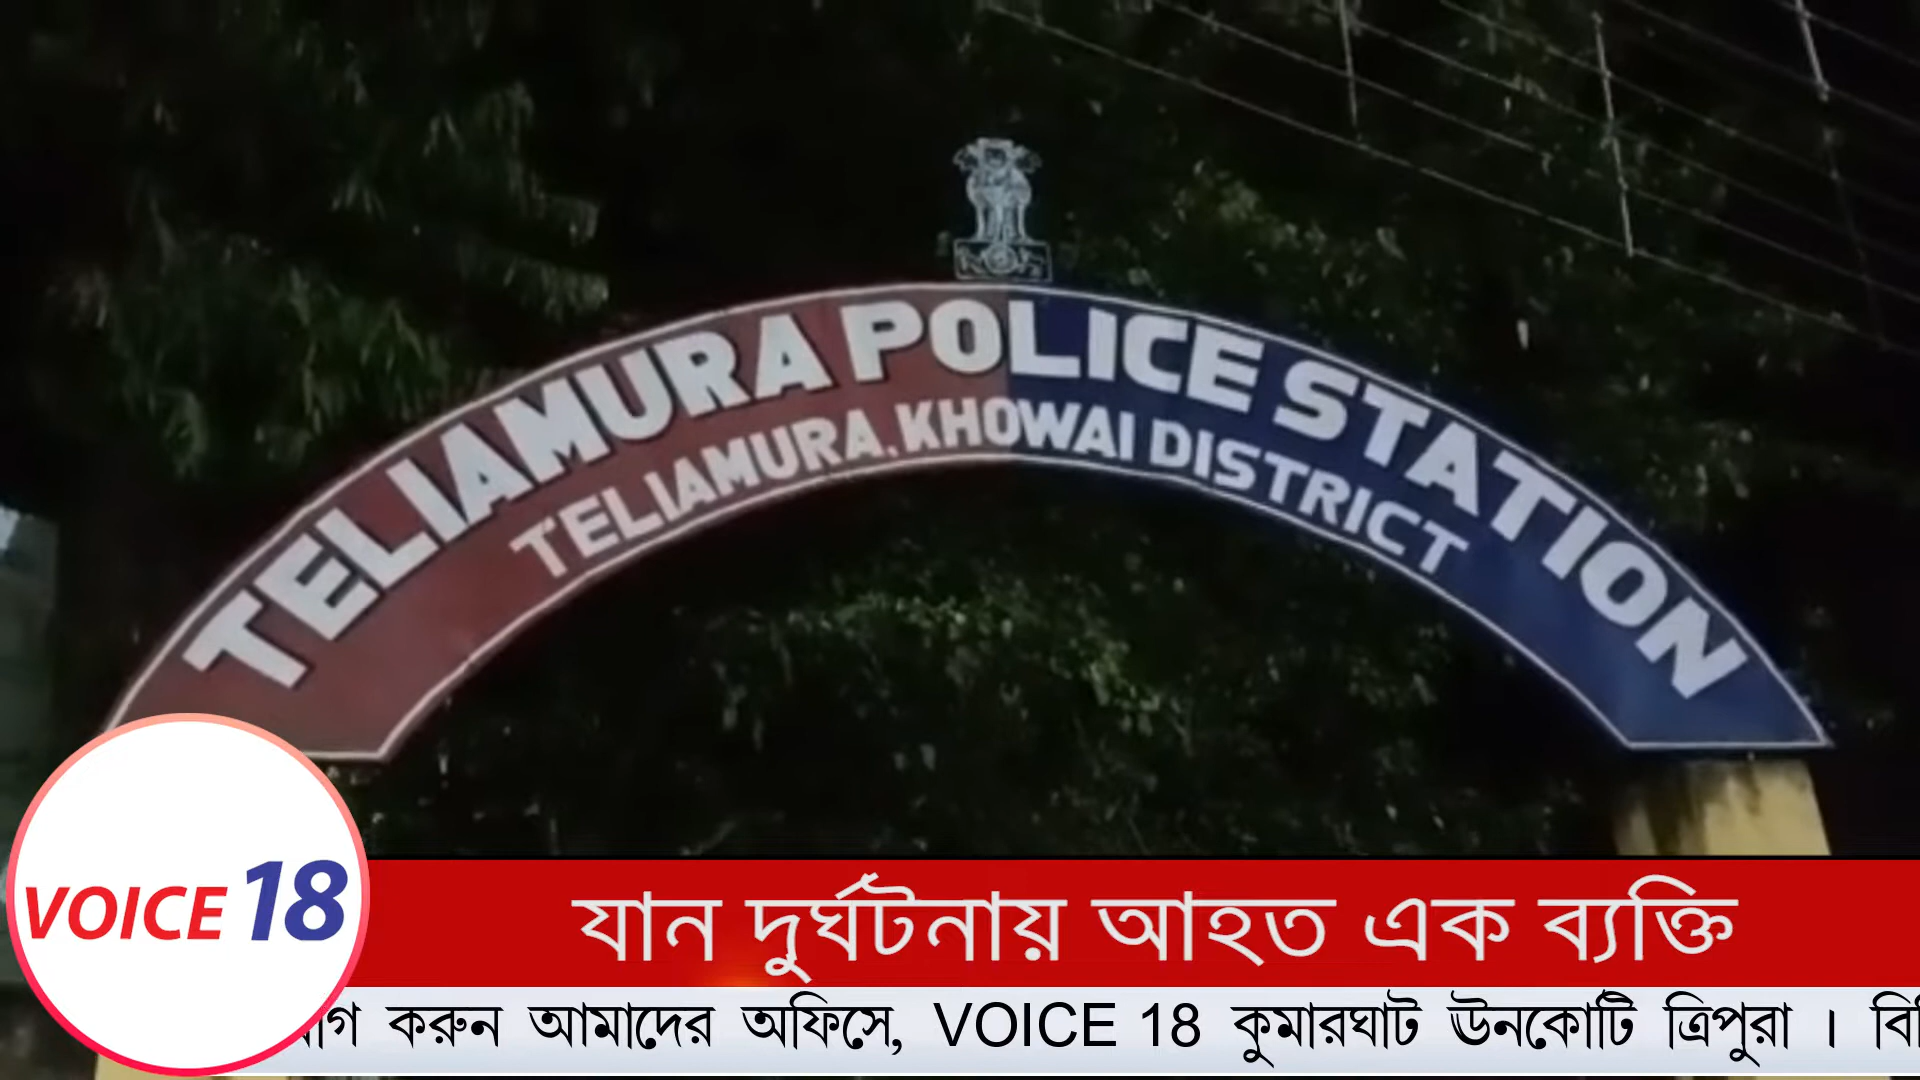 TELIAMURA POLICE STATION
TELIAMURA, KHOWAI DISTRICT
VOICE 18
যান দুর্ঘটনায় আহত এক ব্যক্তি
করুন আমাদের অফিসে, VOICE 18 কুমারঘাট ঊনকোটি ত্রিপুরা ।